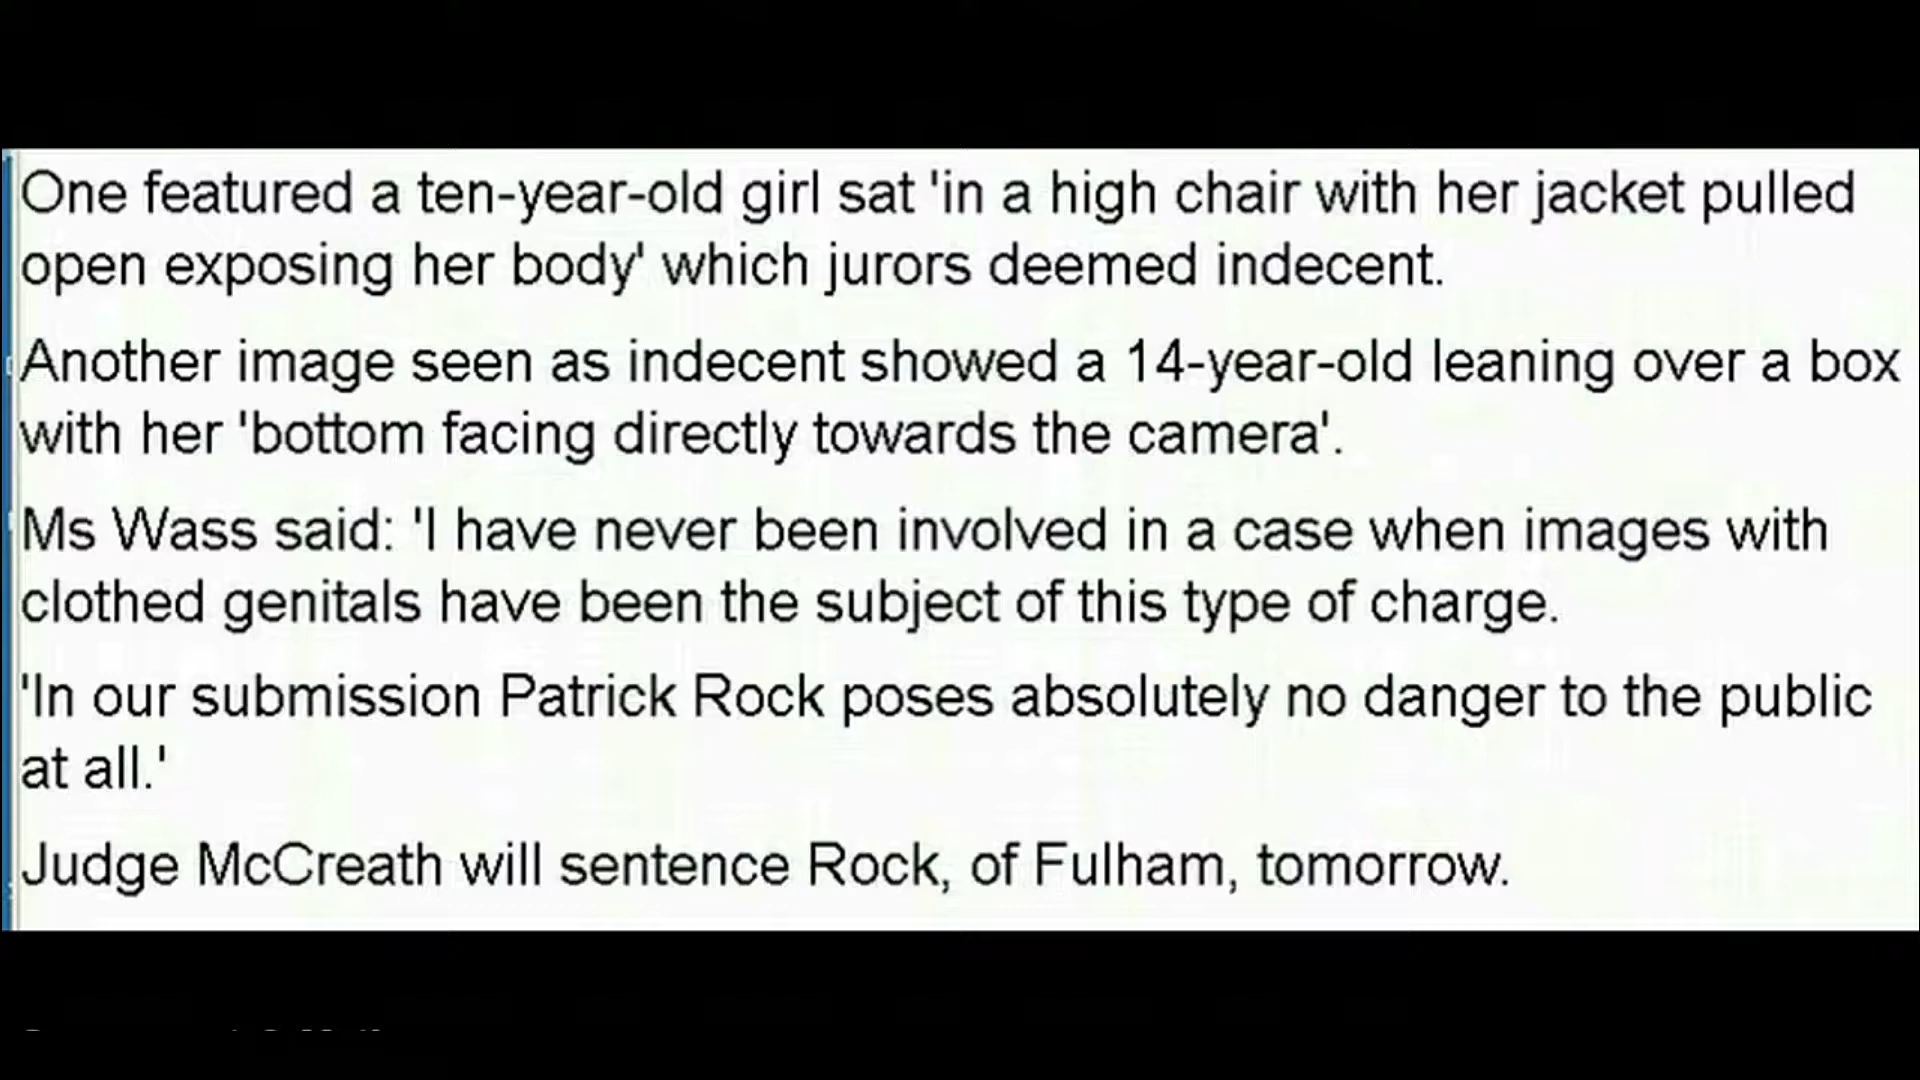 One featured a ten-year-old girl sat 'in a high chair with her jacket pulled
open exposing her body' which jurors deemed indecent.
Another image seen as indecent showed a 14-year-old leaning over a box
with her 'bottom facing directly towards the camera'.
Ms Wass said: 'I have never been involved in a case when images with
clothed genitals have been the subject of this type of charge.
'In our submission Patrick Rock poses absolutely no danger to the public
at all.'
Judge McCreath will sentence Rock, of Fulham, tomorrow.